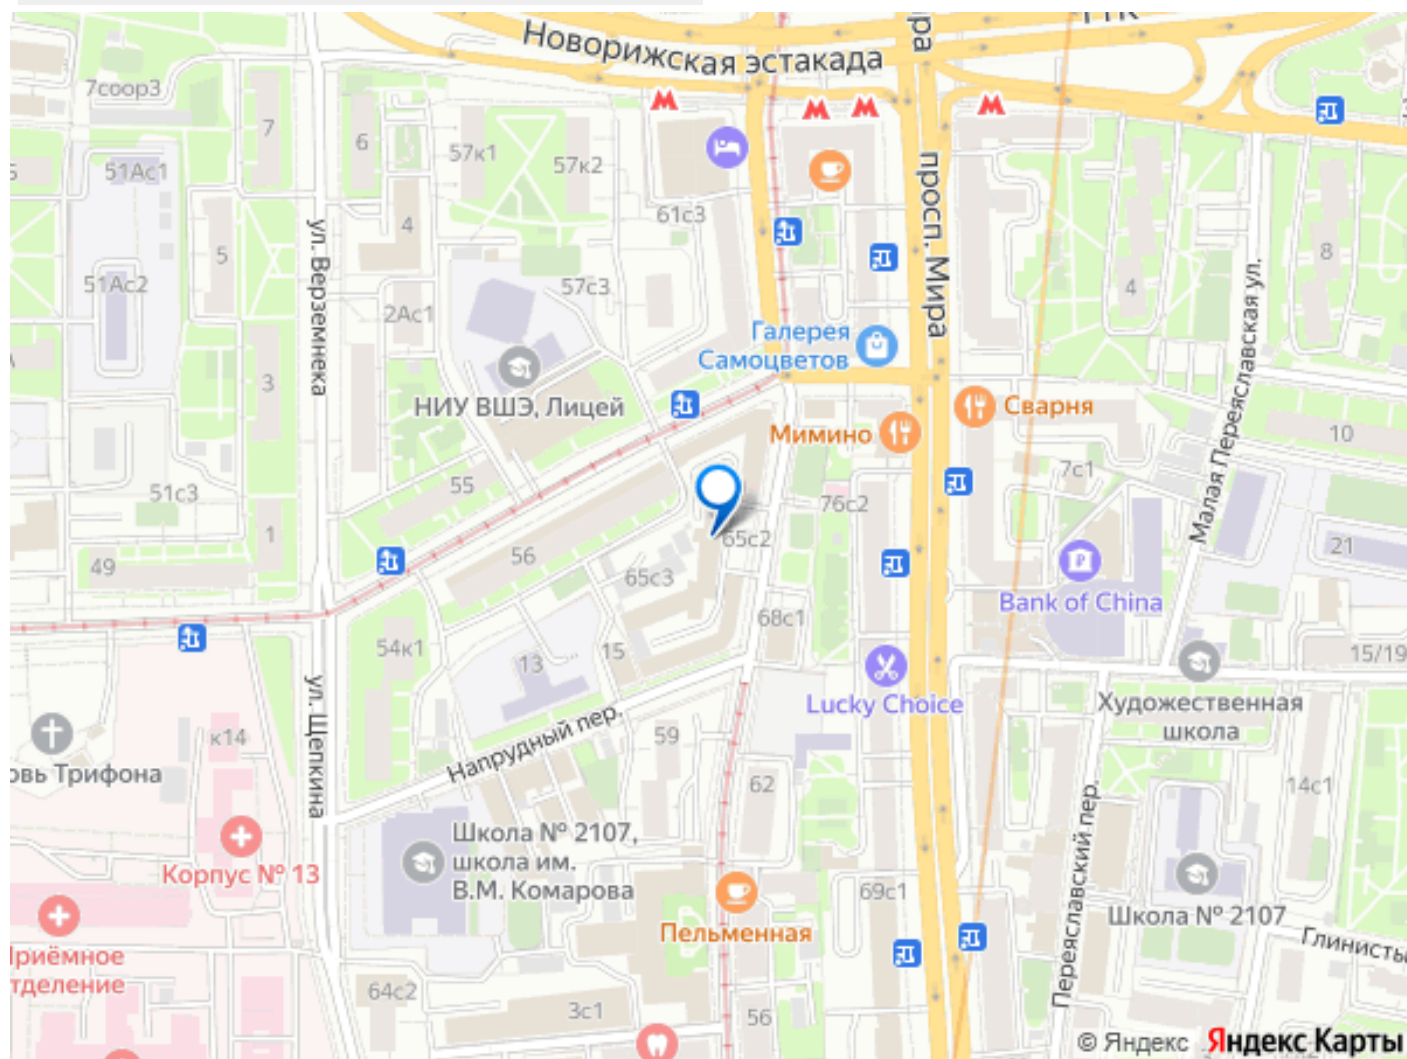 Новорижская эстакада
ТТК
7соор3
7
6
57к1
57к2
51Ас1
просп. Мира
61с3
4
5
ул. Верземнека
8
51Ас2
57с3
4
2Ас1
Малая Переяславская ул.
Галерея
Самоцветов
3
НИУ ВШЭ, Лицей
Сварня
Мимино
10
7с1
55
51с3
76с2
1
65с2
21
56
49
65с3
Bank of China
68с1
54к1
13
15
15/19
ул. Щепкина
Lucky Choice
Художественная
школа
к14
Напрудный пер.
59
овь Трифона
62
14с1
Переяславский пер.
Школа № 2107,
школа им.
В.М. Комарова
Корпус № 13
69с1
Школа № 2107
Пельменная
Глинисты
Приёмное
тделение
64с2
3с1
56
© Яндекс Яндекс Карты